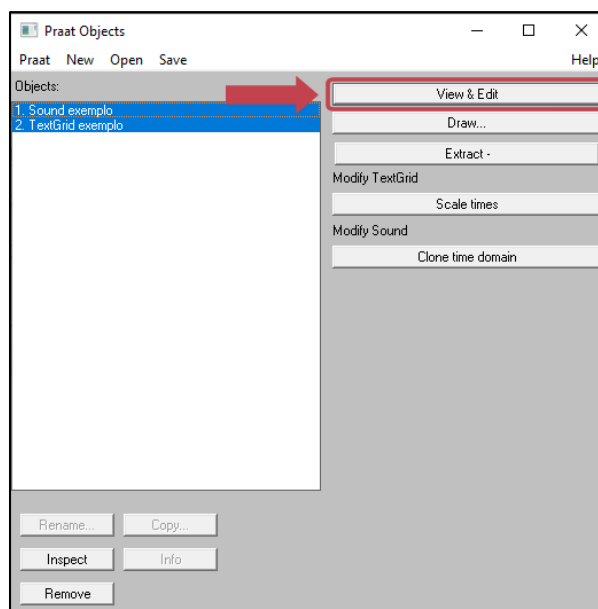 Praat Objects
Praat New Open Save Help
Objects:
1. Sound exemplo
2. TextGrid exemplo
View & Edit
Draw...
Extract -
Modify TextGrid
Scale times
Modify Sound
Clone time domain
Rename... Copy...
Inspect Info
Remove